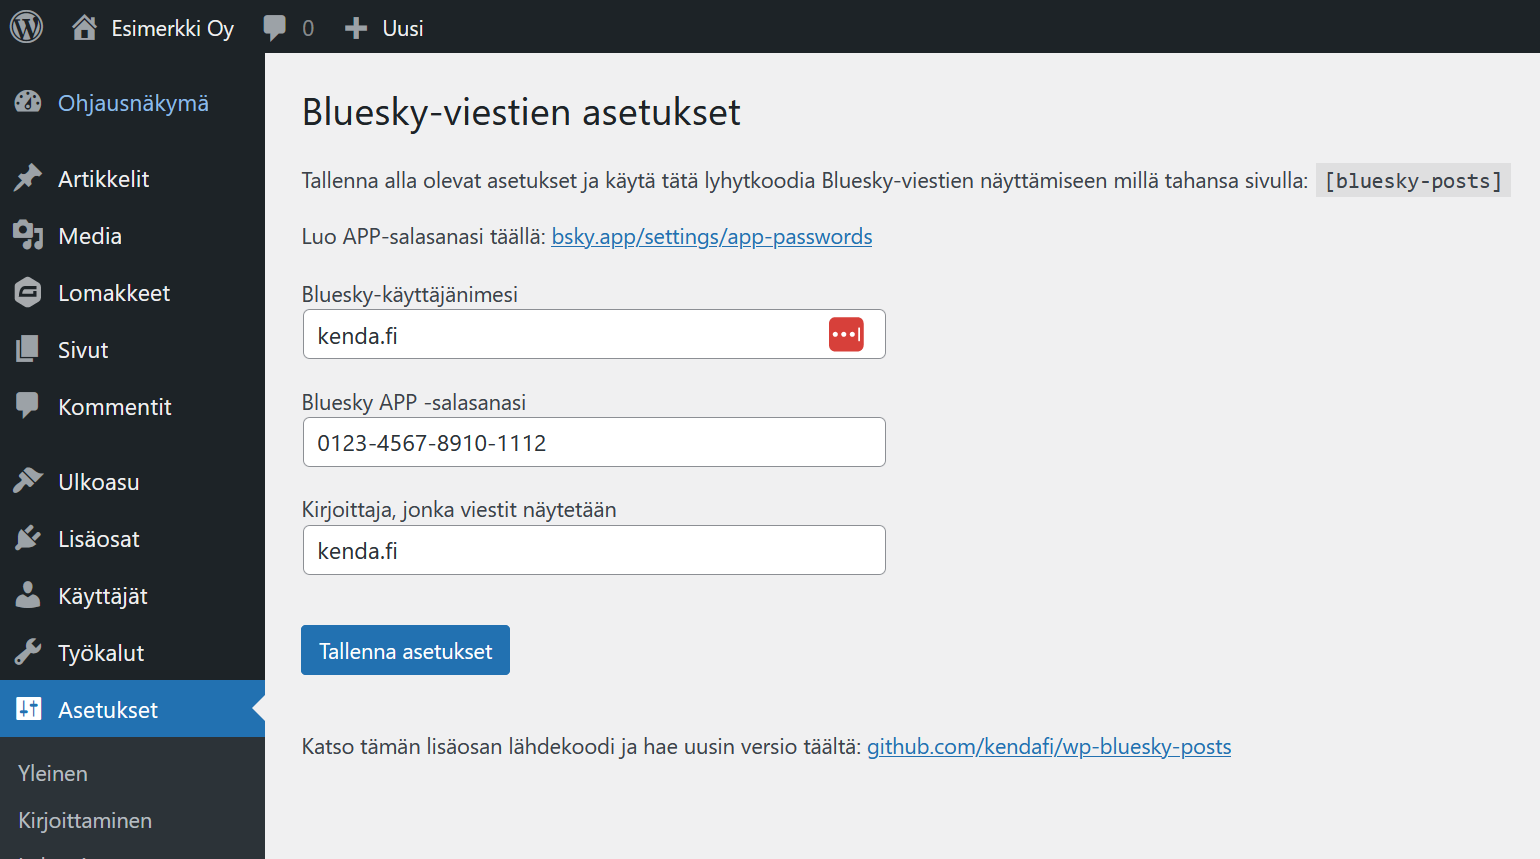 Esimerkki Oy
0
Uusi
Ohjausnäkymä
Artikkelit
Media
Lomakkeet
Sivut
Kommentit
Ulkoasu
Lisäosat
Käyttäjät
Työkalut
Asetukset
Yleinen
Kirjoittaminen
Bluesky-viestien asetukset
Tallenna alla olevat asetukset ja käytä tätä lyhytkoodia Bluesky-viestien näyttämiseen millä tahansa sivulla: [bluesky-posts]
Luo APP-salasanasi täällä: bsky.app/settings/app-passwords
Bluesky-käyttäjänimesi
kenda.fi
Bluesky APP -salasanasi
0123-4567-8910-1112
Kirjoittaja, jonka viestit näytetään
kenda.fi
Tallenna asetukset
Katso tämän lisäosan lähdekoodi ja hae uusin versio täältä: github.com/kendafi/wp-bluesky-posts